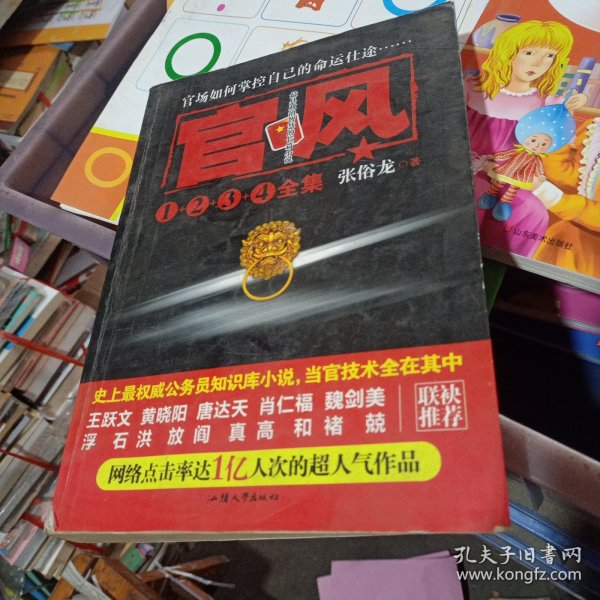 官场如何掌控自己的命运仕途……
官风
1+2+3+4全集
张俗龙◎著
史上最权威公务员知识库小说，当官技术全在其中
王跃文 黄晓阳 唐达天 肖仁福 魏剑美
浮石 洪放 阎真 高和 褚兢
联袂
推荐
网络点击率达1亿人次的超人气作品
汕头大学出版社
山东美术出版社
孔夫子旧书网
www.kongfz.com